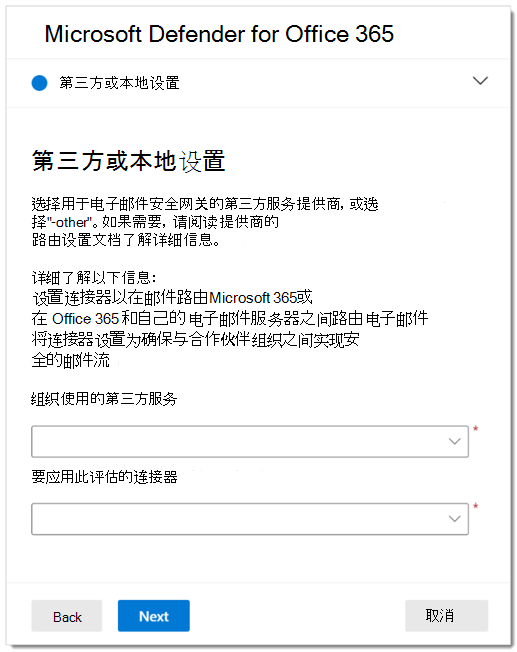 Microsoft Defender for Office 365
第三方或本地设置
第三方或本地设置
选择用于电子邮件安全网关的第三方服务提供商, 或选
择"-other"。如果需要, 请阅读提供商的
路由设置文档了解详细信息。
详细了解以下信息:
设置连接器以在邮件路由Microsoft 365或
在 Office 365 和自己的电子邮件服务器之间路由电子邮件
将连接器设置为确保与合作伙伴组织之间实现安
全的邮件流
组织使用的第三方服务
*
要应用此评估的连接器
*
Back Next 取消